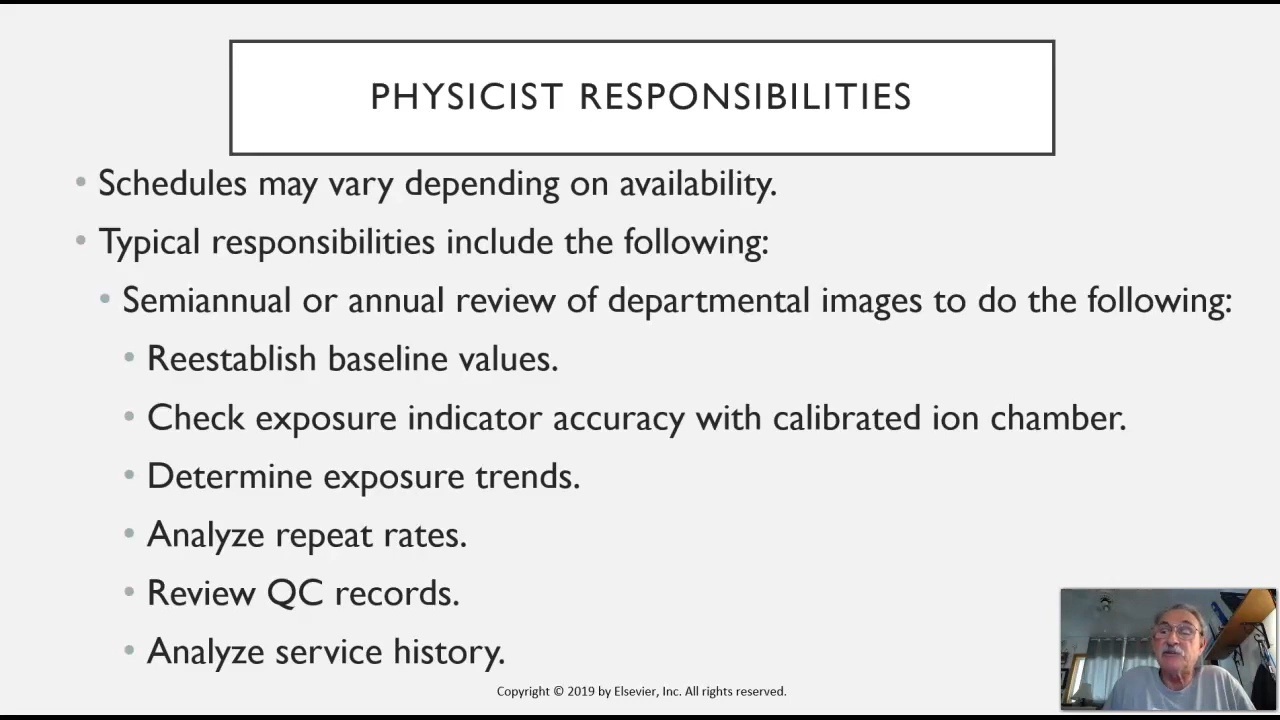 PHYSICIST RESPONSIBILITIES
• Schedules may vary depending on availability.
• Typical responsibilities include the following:
• Semiannual or annual review of departmental images to do the following:
• Reestablish baseline values.
• Check exposure indicator accuracy with calibrated ion chamber.
• Determine exposure trends.
• Analyze repeat rates.
• Review QC records.
• Analyze service history.
Copyright © 2019 by Elsevier, Inc. All rights reserved.